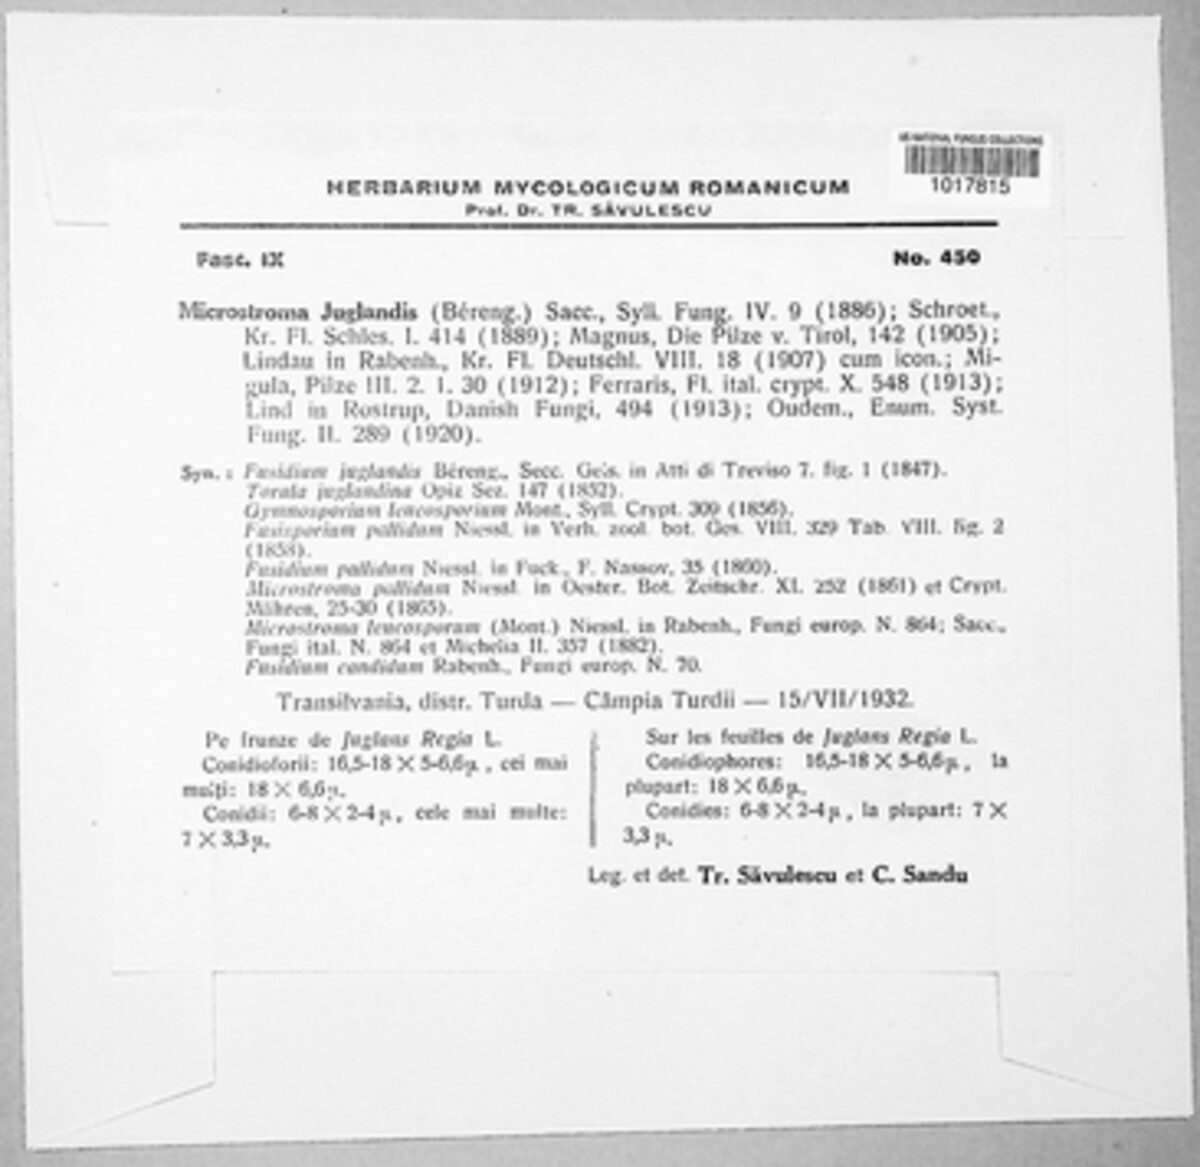 US NATIONAL FUNGUS COLLECTIONS
1017815
HERBARIUM MYCOLOGICUM ROMANICUM
Prof. Dr. TR. SĂVULESCU
Fasc. IX
No. 450
Microstroma Juglandis (Béreng.) Sacc., Syll. Fung. IV. 9 (1886); Schroet.,
Kr. Fl. Schles. I. 414 (1889); Magnus, Die Pilze v. Tirol, 142 (1905);
Lindau in Rabenh., Kr. Fl. Deutschl. VIII. 18 (1907) cum icon.; Mi-
gula, Pilze III. 2. 1. 30 (1912); Ferraris, Fl. ital. crypt. X. 548 (1913);
Lind in Rostrup, Danish Fungi, 494 (1913); Oudem., Enum. Syst.
Fung. II. 289 (1920).
Syn.: Fusidium juglandis Béreng., Secc. Geis. in Atti di Treviso 7. fig. 1 (1847).
Torula juglandina Opiz Sez. 147 (1852).
Gymnosporium leucosporium Mont., Syll. Crypt. 309 (1856).
Fusisporium pallidum Niessl. in Verh. zool. bot. Ges. VIII. 329 Tab. VIII. fig. 2
(1858).
Fusidium pallidum Niessl. in Fuck., F. Nassov, 35 (1860).
Microstroma pallidum Niessl. in Oester. Bot. Zeitschr. XI. 252 (1861) et Crypt.
Mähren, 25-30 (1865).
Microstroma leucosporum (Mont.) Niessl. in Rabenh., Fungi europ. N. 864; Sacc.,
Fungi ital. N. 864 et Michelia II. 357 (1882).
Fusidium candidum Rabenh., Fungi europ. N. 70.
Transilvania, distr. Turda — Câmpia Turdii — 15/VII/1932.
Pe frunze de Juglans Regia L.
Conidioforii: 16,5-18 × 5-6,6 µ, cei mai
mulți: 18 × 6,6 µ.
Conidii: 6-8 × 2-4 µ, cele mai multe:
7 × 3,3 µ.
Sur les feuilles de Juglans Regia L.
Conidiophores: 16,5-18 × 5-6,6 µ, la
plupart: 18 × 6,6 µ.
Conidies: 6-8 × 2-4 µ, la plupart: 7 ×
3,3 µ.
Leg. et det. Tr. Săvulescu et C. Sandu